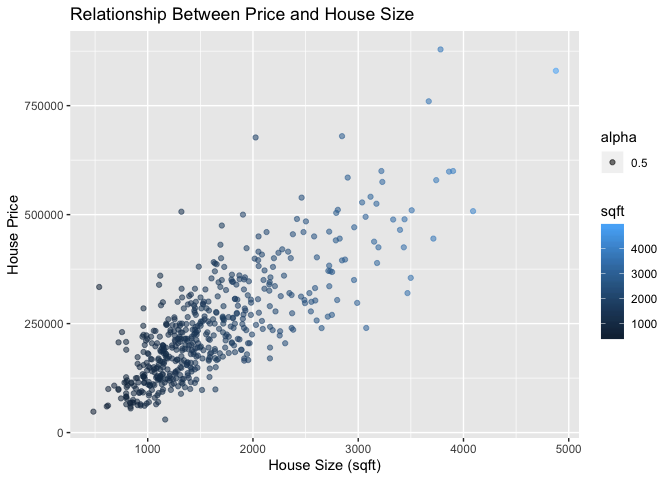 Relationship Between Price and House Size
House Price
750000
500000
250000
0
1000
2000
3000
4000
5000
House Size (sqft)
alpha
0.5
sqft
4000
3000
2000
1000